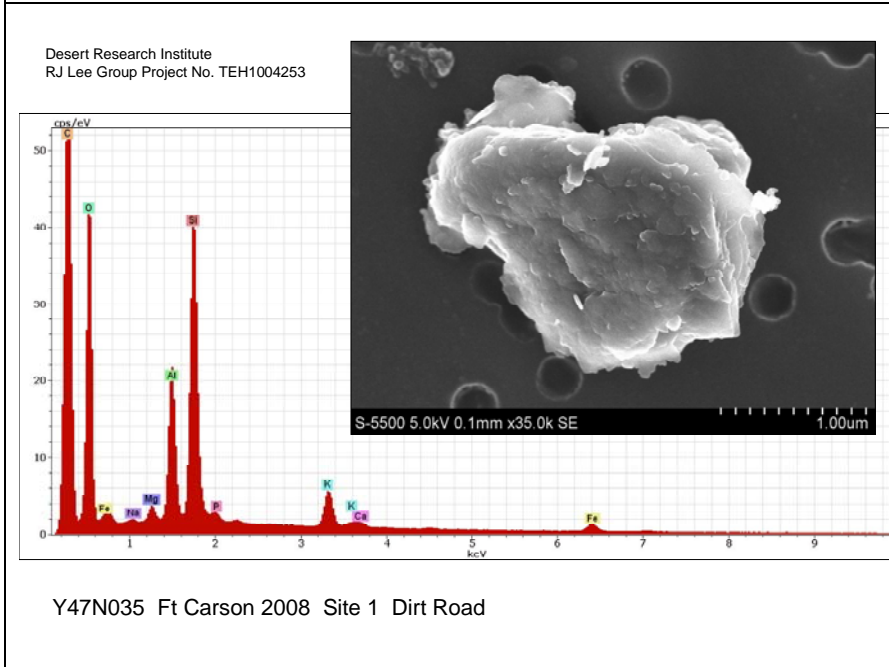 Desert Research Institute
RJ Lee Group Project No. TEH1004253
cps/eV
C
50
O
40
Si
30
Al
20
10
K
Fe
Na
Mg
P
K
Ca
Fe
0
1
2
3
4
5
6
7
8
9
keV
S-5500 5.0kV 0.1mm x35.0k SE
1.00um
Y47N035 Ft Carson 2008 Site 1 Dirt Road